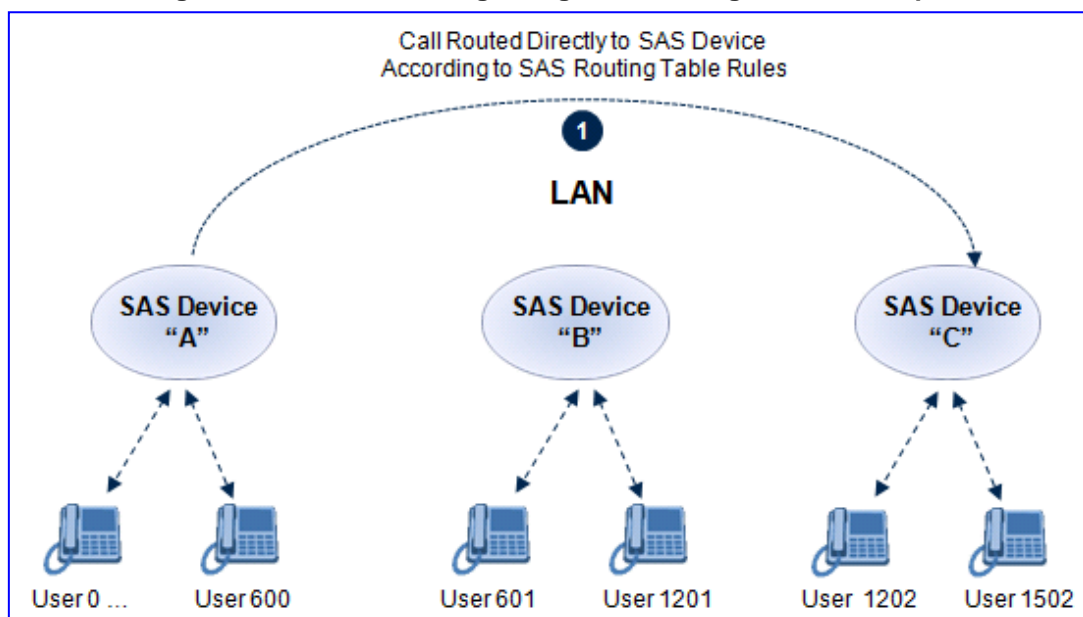 Call Routed Directly to SAS Device
According to SAS Routing Table Rules
1
LAN
SAS Device
“A”
SAS Device
“B”
SAS Device
“C”
User 0 ...
User 600
User 601
User 1201
User 1202
User 1502